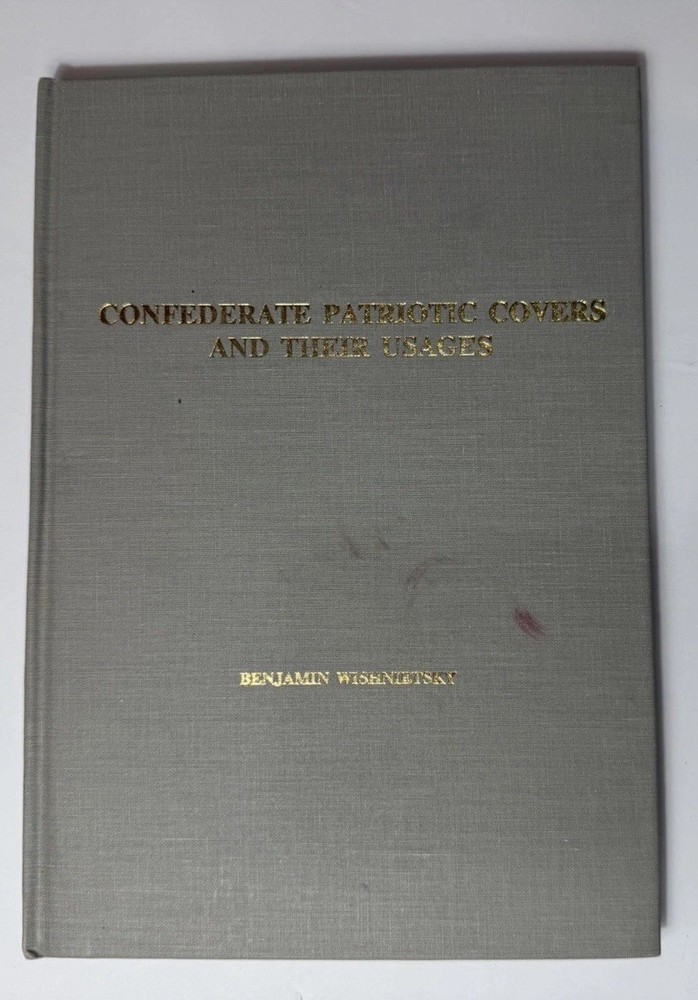 CONFEDERATE PATRIOTIC COVERS
AND THEIR USAGES
BENJAMIN WISHNIETSKY